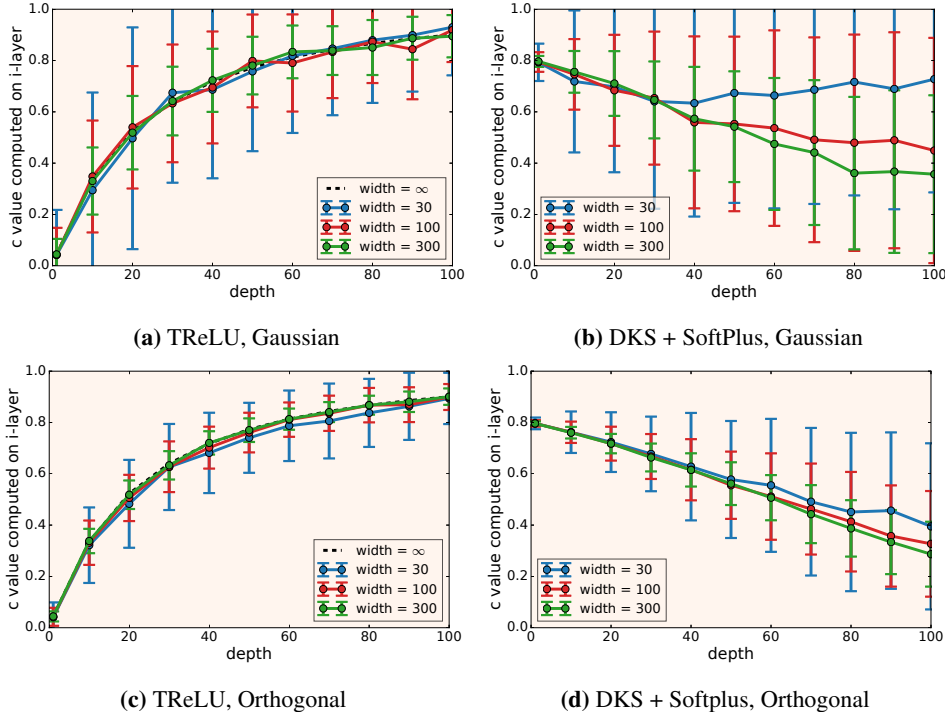 c value computed on i-layer
1.0
0.8
0.6
0.4
0.2
0.0
0 20 40 60 80 100
depth
width = ∞
width = 30
width = 100
width = 300
(a) TReLU, Gaussian
c value computed on i-layer
1.0
0.8
0.6
0.4
0.2
0.0
0 20 40 60 80 100
depth
width = 30
width = 100
width = 300
(b) DKS + SoftPlus, Gaussian
c value computed on i-layer
1.0
0.8
0.6
0.4
0.2
0.0
0 20 40 60 80 100
depth
width = ∞
width = 30
width = 100
width = 300
(c) TReLU, Orthogonal
c value computed on i-layer
1.0
0.8
0.6
0.4
0.2
0.0
0 20 40 60 80 100
depth
width = 30
width = 100
width = 300
(d) DKS + Softplus, Orthogonal